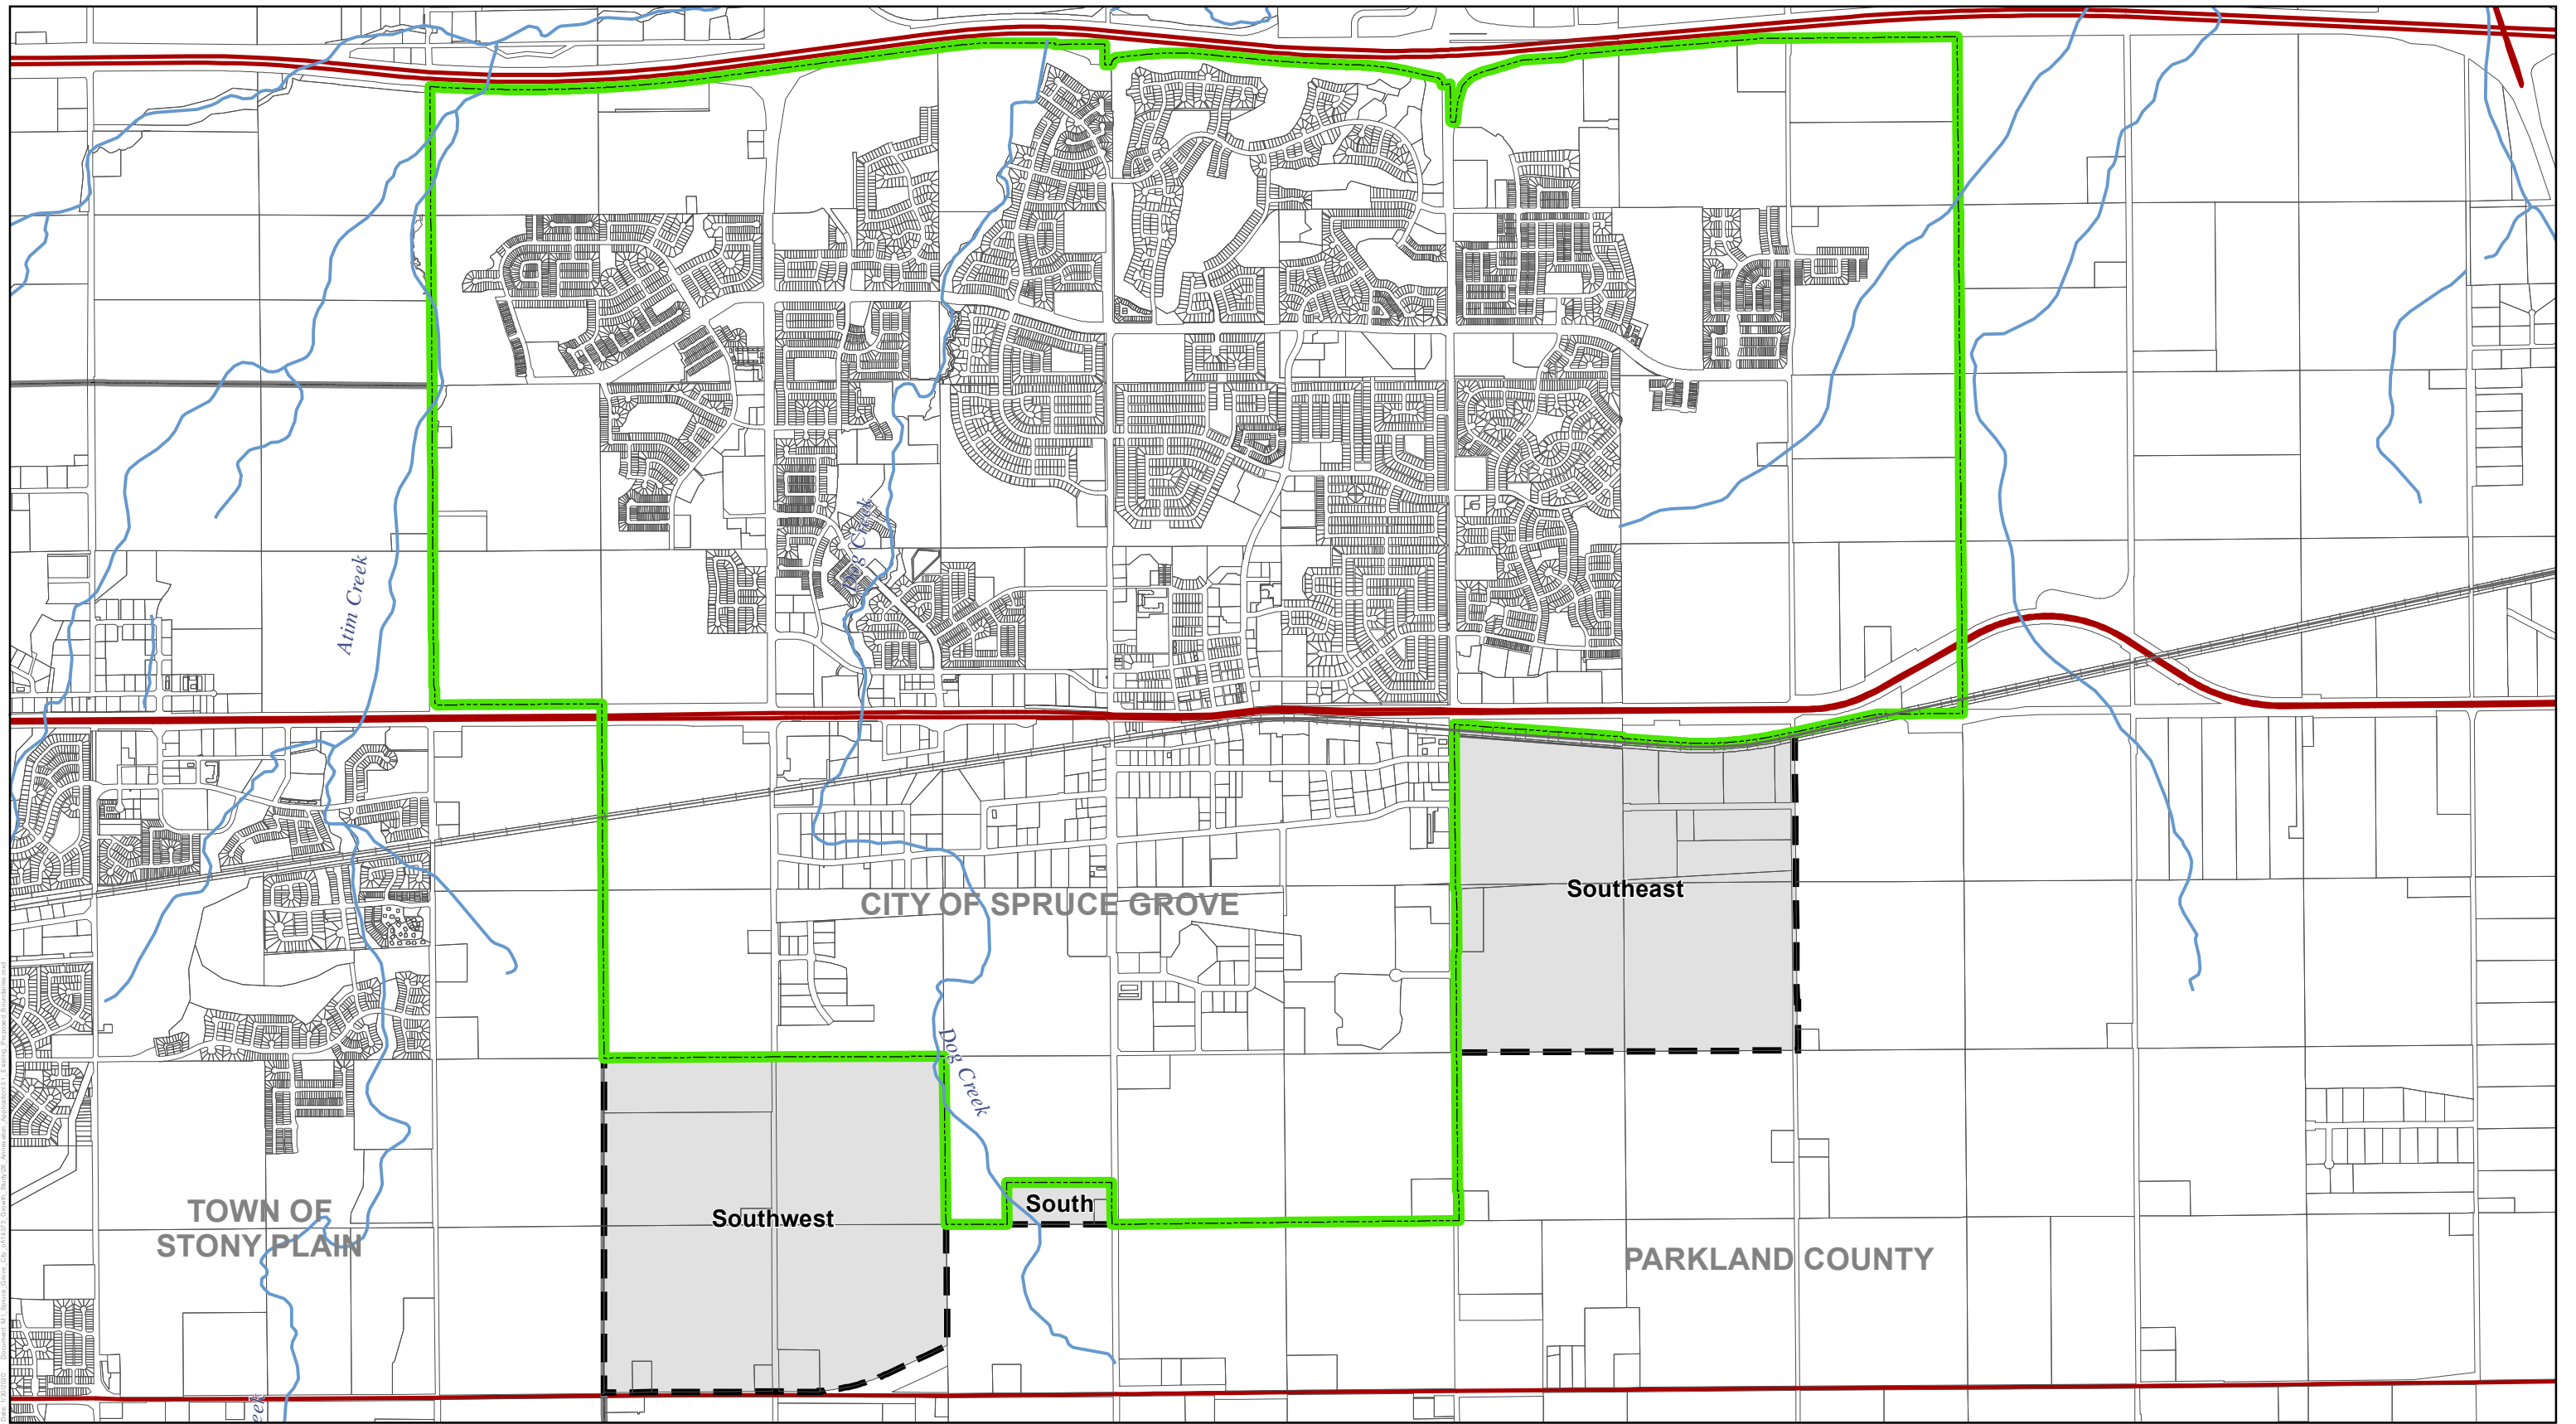 Atim Creek
Dog Creek
CITY OF SPRUCE GROVE
Southeast
Dog Creek
South
Southwest
TOWN OF
STONY PLAIN
PARKLAND COUNTY
eek